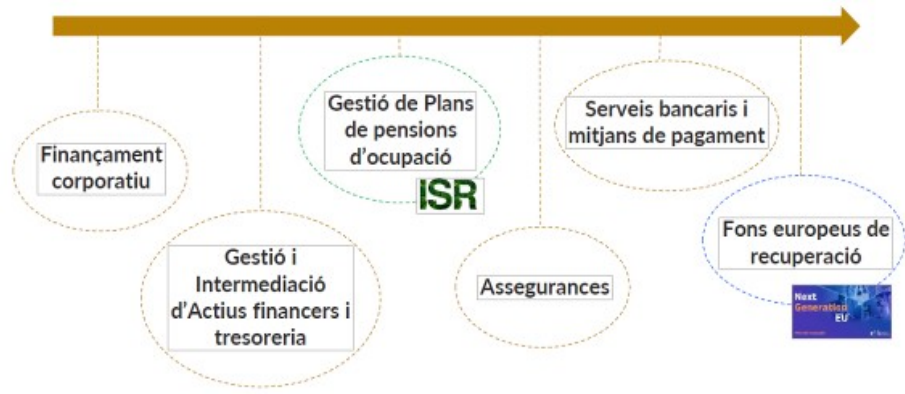 Finançament
corporatiu
Gestió i
Intermediació
d'Actius financers i
tresoreria
Gestió de Plans
de pensions
d'ocupació
ISR
Assegurances
Serveis bancaris i
mitjans de pagament
Fons europeus de
recuperació
Next
Generation
EU